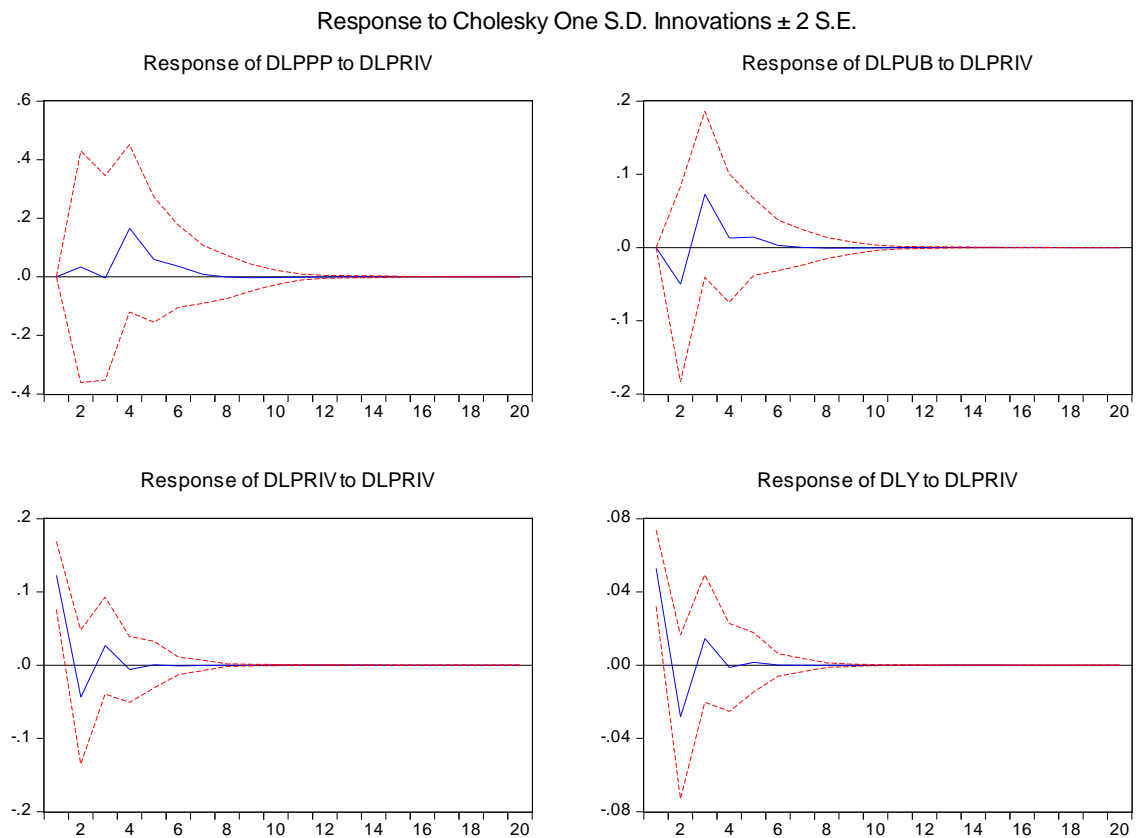 Response to Cholesky One S.D. Innovations ± 2 S.E.
Response of DLPPP to DLPRIV
.6
.4
.2
.0
-.2
-.4
2 4 6 8 10 12 14 16 18 20
Response of DLPUB to DLPRIV
.2
.1
.0
-.1
-.2
2 4 6 8 10 12 14 16 18 20
Response of DLPRIV to DLPRIV
.2
.1
.0
-.1
-.2
2 4 6 8 10 12 14 16 18 20
Response of DLY to DLPRIV
.08
.04
.00
-.04
-.08
2 4 6 8 10 12 14 16 18 20